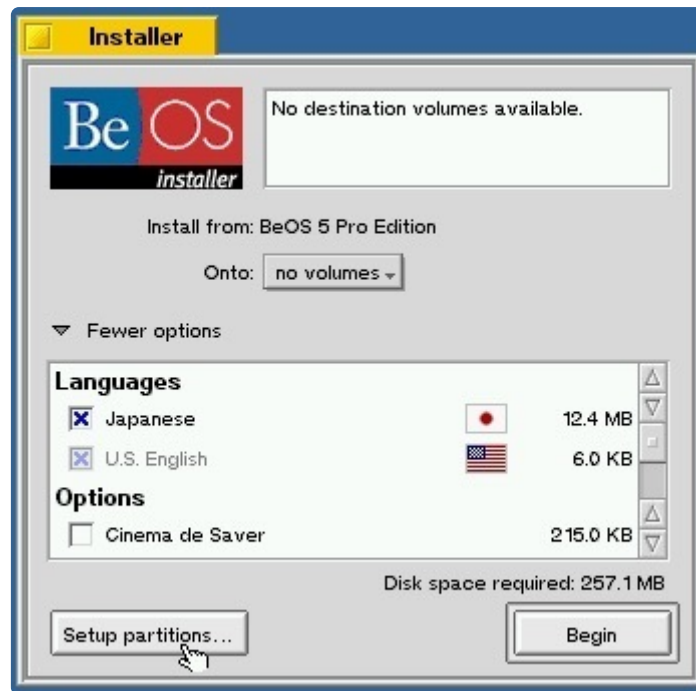 Installer
Be OS
installer
No destination volumes available.
Install from: BeOS 5 Pro Edition
Onto: no volumes
Fewer options
Languages
Japanese 12.4 MB
U.S. English 6.0 KB
Options
Cinema de Saver 215.0 KB
Disk space required: 257.1 MB
Setup partitions... Begin